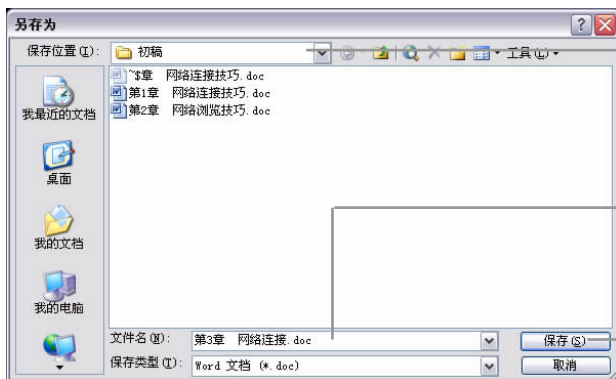 另存为
保存位置(I): 初稿 工具(L)
~$章 网络连接技巧.doc
第1章 网络连接技巧.doc
第2章 网络浏览技巧.doc
我最近的文档
桌面
我的文档
我的电脑
文件名(N): 第3章 网络连接.doc 保存(S)
保存类型(T): Word 文档 (*.doc) 取消